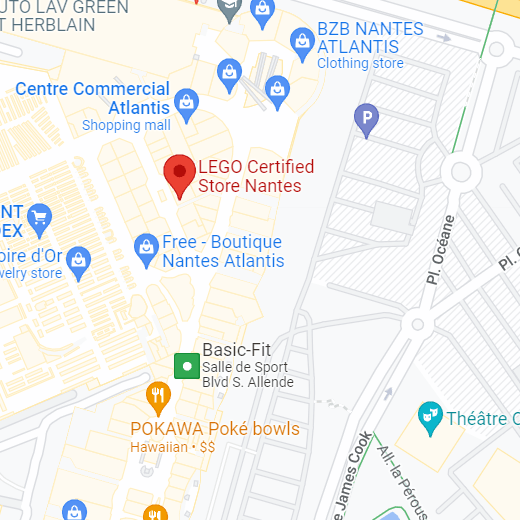 UTO LAV GREEN
T HERBLAIN
BZB NANTES
ATLANTIS
Clothing store
Centre Commercial
Atlantis
Shopping mall
P
LEGO Certified
Store Nantes
NT
DEX
Free - Boutique
Nantes Atlantis
oire d'Or
welry store
Pl. Océane
Pl. O
Basic-Fit
Salle de Sport
Blvd S. Allende
POKAWA Poké bowls
Hawaiian • $$
Théâtre O
e James Cook
All.-la-Pérous